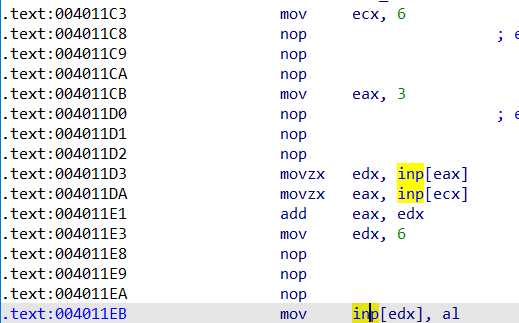 .text:004011C3 mov ecx, 6
.text:004011C8 nop ; e
.text:004011C9 nop
.text:004011CA nop
.text:004011CB mov eax, 3
.text:004011D0 nop ; e
.text:004011D1 nop
.text:004011D2 nop
.text:004011D3 movzx edx, inp[eax]
.text:004011DA movzx eax, inp[ecx]
.text:004011E1 add eax, edx
.text:004011E3 mov edx, 6
.text:004011E8 nop
.text:004011E9 nop
.text:004011EA nop
.text:004011EB mov inp[edx], al